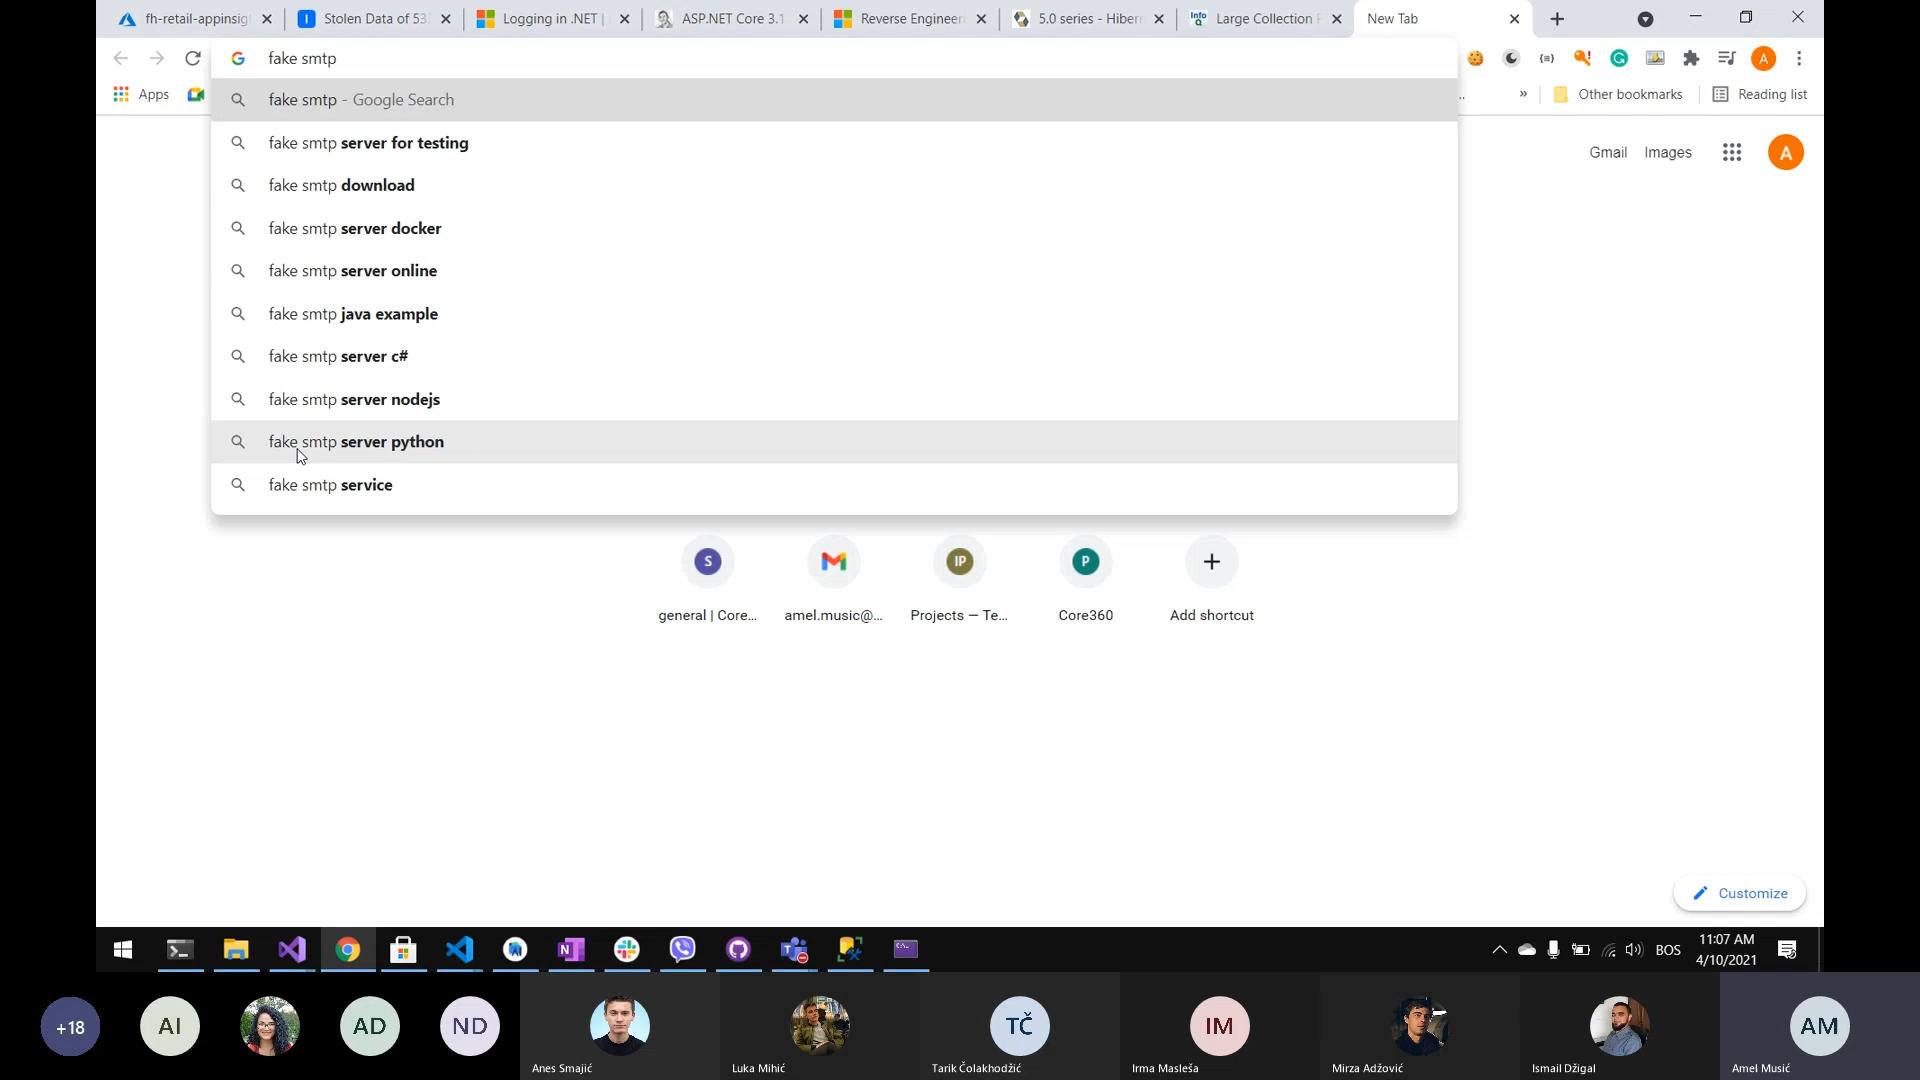 fh-retail-appinsig
Stolen Data of 53
Logging in .NET |
ASP.NET Core 3.1
Reverse Engineer
5.0 series - Hibern
Info Q
Large Collection
New Tab
fake smtp
A
Apps
Other bookmarks
Reading list
fake smtp - Google Search
fake smtp server for testing
fake smtp download
fake smtp server docker
fake smtp server online
fake smtp java example
fake smtp server c#
fake smtp server nodejs
fake smtp server python
fake smtp service
Gmail
Images
A
S
IP
P
general | Core...
amel.music@...
Projects — Te...
Core360
Add shortcut
Customize
BOS
11:07 AM
4/10/2021
+18
AI
AD
ND
TČ
IM
AM
Anes Smajić
Luka Mihić
Tarik Čolakhodžić
Irma Masleša
Mirza Adžović
Ismail Džigal
Amel Musić